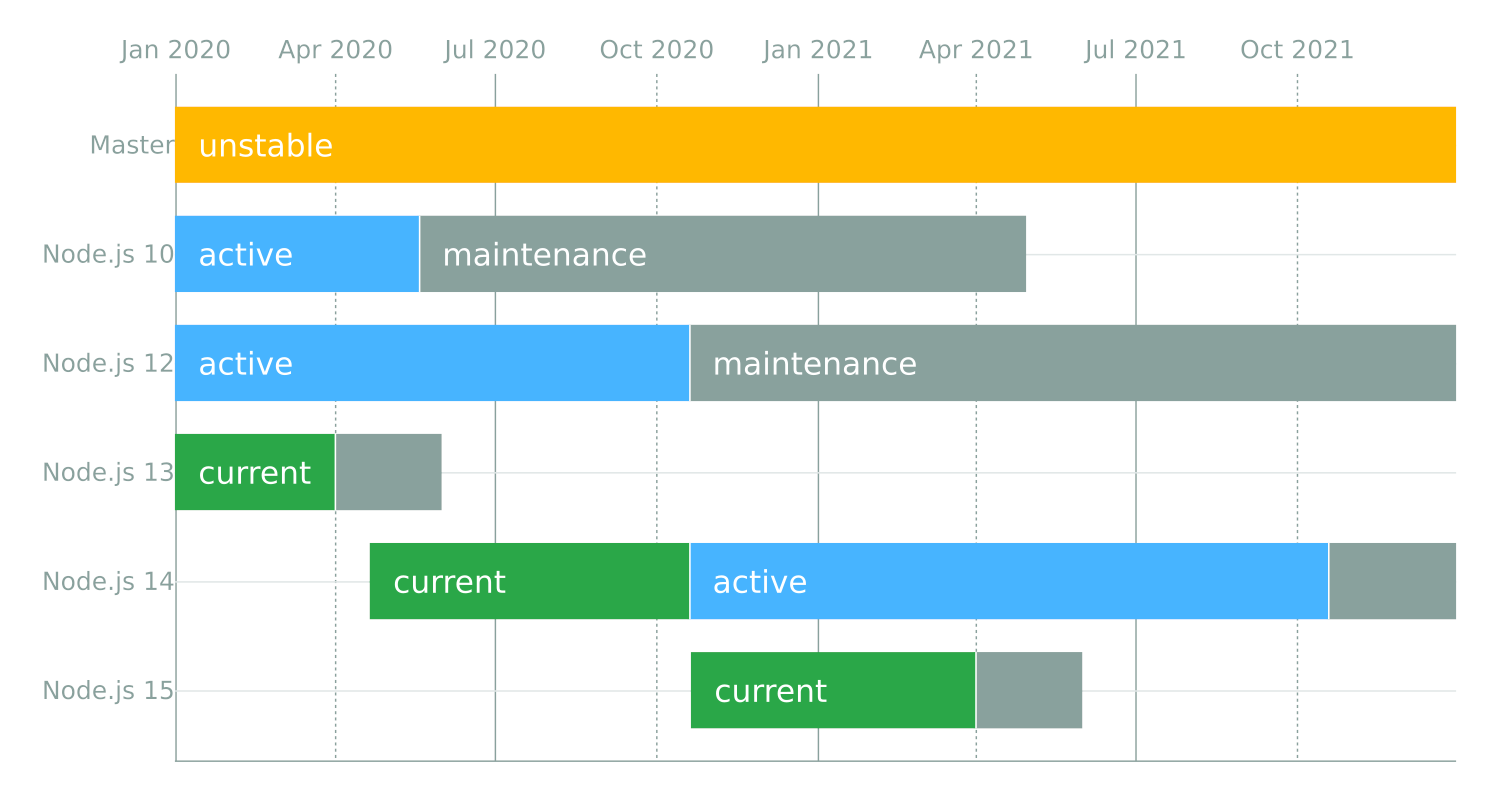 Jan 2020 Apr 2020 Jul 2020 Oct 2020 Jan 2021 Apr 2021 Jul 2021 Oct 2021
Master unstable
Node.js 10 active maintenance
Node.js 12 active maintenance
Node.js 13 current
Node.js 14 current active
Node.js 15 current